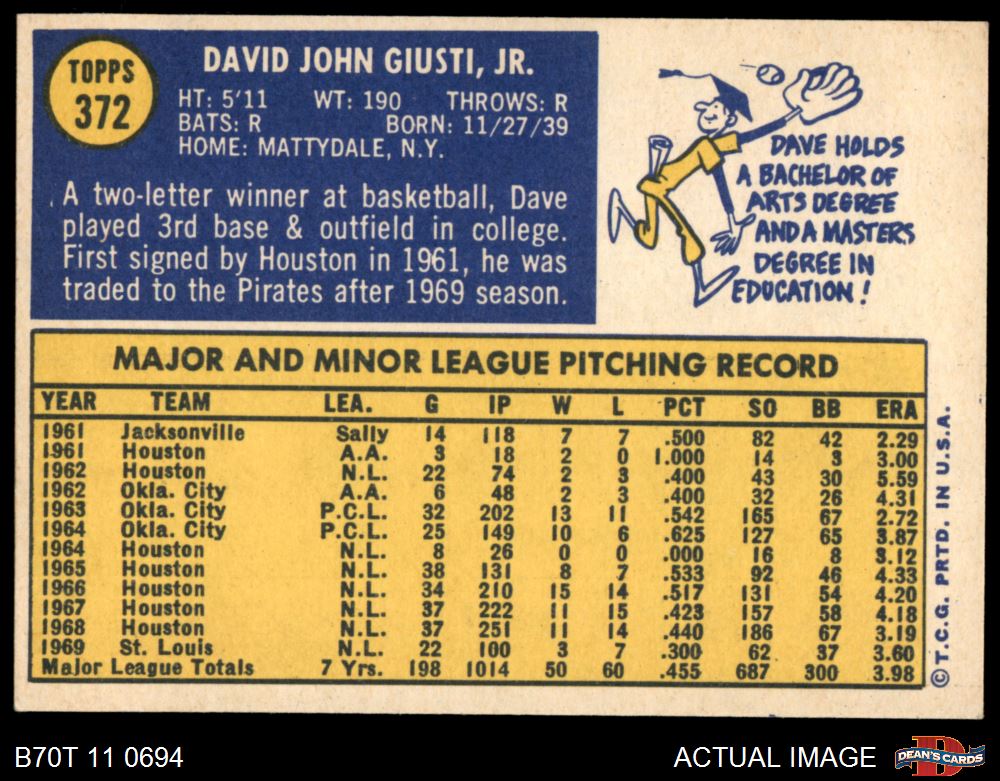 TOPPS
372
DAVID JOHN GIUSTI, JR.
HT: 5'11 WT: 190 THROWS: R
BATS: R BORN: 11/27/39
HOME: MATTYDALE, N.Y.
A two-letter winner at basketball, Dave
played 3rd base & outfield in college.
First signed by Houston in 1961, he was
traded to the Pirates after 1969 season.
DAVE HOLDS
A BACHELOR OF
ARTS DEGREE
AND A MASTERS
DEGREE IN
EDUCATION!
MAJOR AND MINOR LEAGUE PITCHING RECORD
YEAR TEAM LEA. G IP W L PCT SO BB ERA
1961 Jacksonville Sally 14 118 7 7 .500 82 42 2.29
1961 Houston A.A. 3 18 2 0 1.000 14 3 3.00
1962 Houston N.L. 22 74 2 3 .400 43 30 5.59
1962 Okla. City A.A. 6 48 2 3 .400 32 26 4.31
1963 Okla. City P.C.L. 32 202 13 11 .542 165 67 2.72
1964 Okla. City P.C.L. 25 149 10 6 .625 127 65 3.87
1964 Houston N.L. 8 26 0 0 .000 16 8 3.12
1965 Houston N.L. 38 131 8 7 .533 92 46 4.33
1966 Houston N.L. 34 210 15 14 .517 131 54 4.20
1967 Houston N.L. 37 222 11 15 .423 157 58 4.18
1968 Houston N.L. 37 251 11 14 .440 186 67 3.19
1969 St. Louis N.L. 22 100 3 7 .300 62 37 3.60
Major League Totals 7 Yrs. 198 1014 50 60 .455 687 300 3.98
© T.C.G. PRTD. IN U.S.A.
B70T 11 0694
ACTUAL IMAGE
D
DEAN'S CARDS